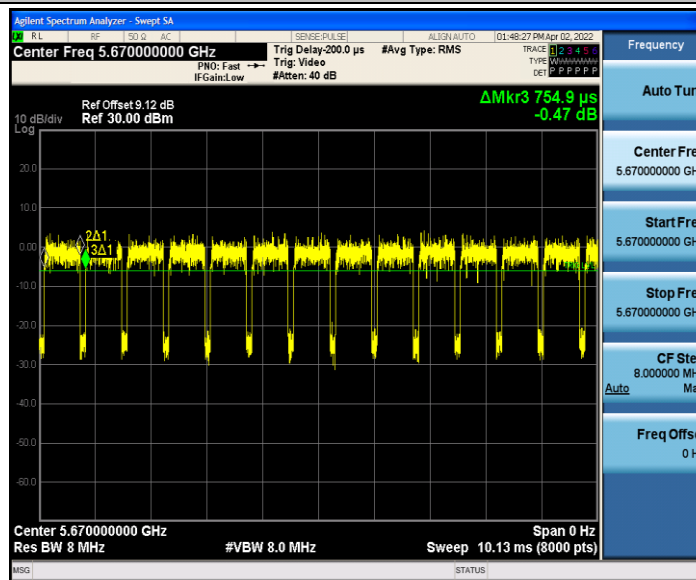 Agilent Spectrum Analyzer - Swept SA
RL RF 50 Ω AC SENSE:PULSE ALIGN AUTO 01:48:27 PM Apr 02, 2022
Center Freq 5.670000000 GHz Trig Delay-200.0 µs #Avg Type: RMS TRACE 1 2 3 4 5 6
PNO: Fast Trig: Video TYPE W
IFGain:Low #Atten: 40 dB DET P P P P P P
Ref Offset 9.12 dB
10 dB/div Ref 30.00 dBm
Log
ΔMkr3 754.9 µs
-0.47 dB
20.0
10.0
0.00
-10.0
-20.0
-30.0
-40.0
-50.0
-60.0
2Δ1
3Δ1
Center 5.670000000 GHz Span 0 Hz
Res BW 8 MHz #VBW 8.0 MHz Sweep 10.13 ms (8000 pts)
MSG STATUS
Frequency
Auto Tun
Center Fre
5.670000000 GH
Start Fre
5.670000000 GH
Stop Fre
5.670000000 GH
CF Ste
8.000000 MH
Auto Ma
Freq Offse
0 H